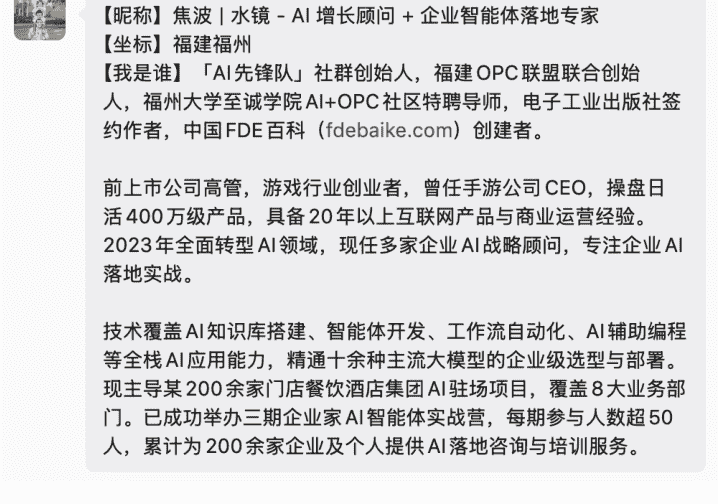 【昵称】焦波 | 水镜 - AI 增长顾问 + 企业智能体落地专家
【坐标】福建福州
【我是谁】「AI先锋队」社群创始人，福建OPC联盟联合创始
人，福州大学至诚学院AI+OPC社区特聘导师，电子工业出版社签
约作者，中国FDE百科（fdebaike.com）创建者。
前上市公司高管，游戏行业创业者，曾任手游公司CEO，操盘日
活400万级产品，具备20年以上互联网产品与商业运营经验。
2023年全面转型AI领域，现任多家企业AI战略顾问，专注企业AI
落地实战。
技术覆盖AI知识库搭建、智能体开发、工作流自动化、AI辅助编程
等全栈AI应用能力，精通十余种主流大模型的企业级选型与部署。
现主导某200余家门店餐饮酒店集团AI驻场项目，覆盖8大业务部
门。已成功举办三期企业家AI智能体实战营，每期参与人数超50
人，累计为200余家企业及个人提供AI落地咨询与培训服务。